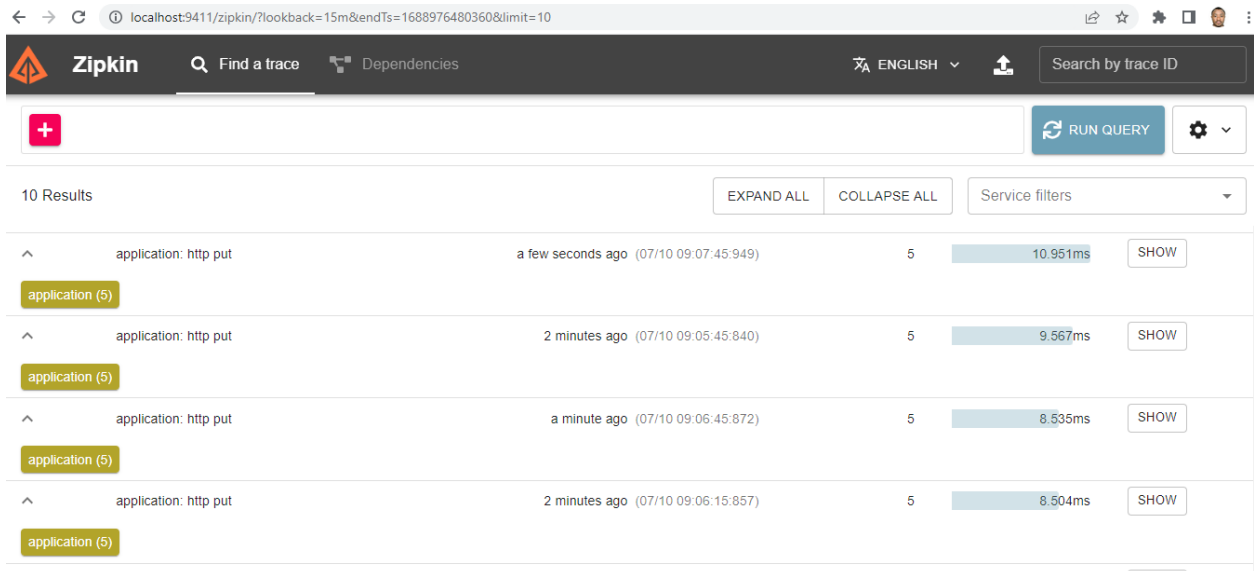 localhost:9411/zipkin/?lookback=15m&endTs=1688976480360&limit=10
Zipkin Find a trace Dependencies ENGLISH Search by trace ID
RUN QUERY
10 Results EXPAND ALL COLLAPSE ALL Service filters
application: http put a few seconds ago (07/10 09:07:45:949) 5 10.951ms SHOW
application (5)
application: http put 2 minutes ago (07/10 09:05:45:840) 5 9.567ms SHOW
application (5)
application: http put a minute ago (07/10 09:06:45:872) 5 8.535ms SHOW
application (5)
application: http put 2 minutes ago (07/10 09:06:15:857) 5 8.504ms SHOW
application (5)